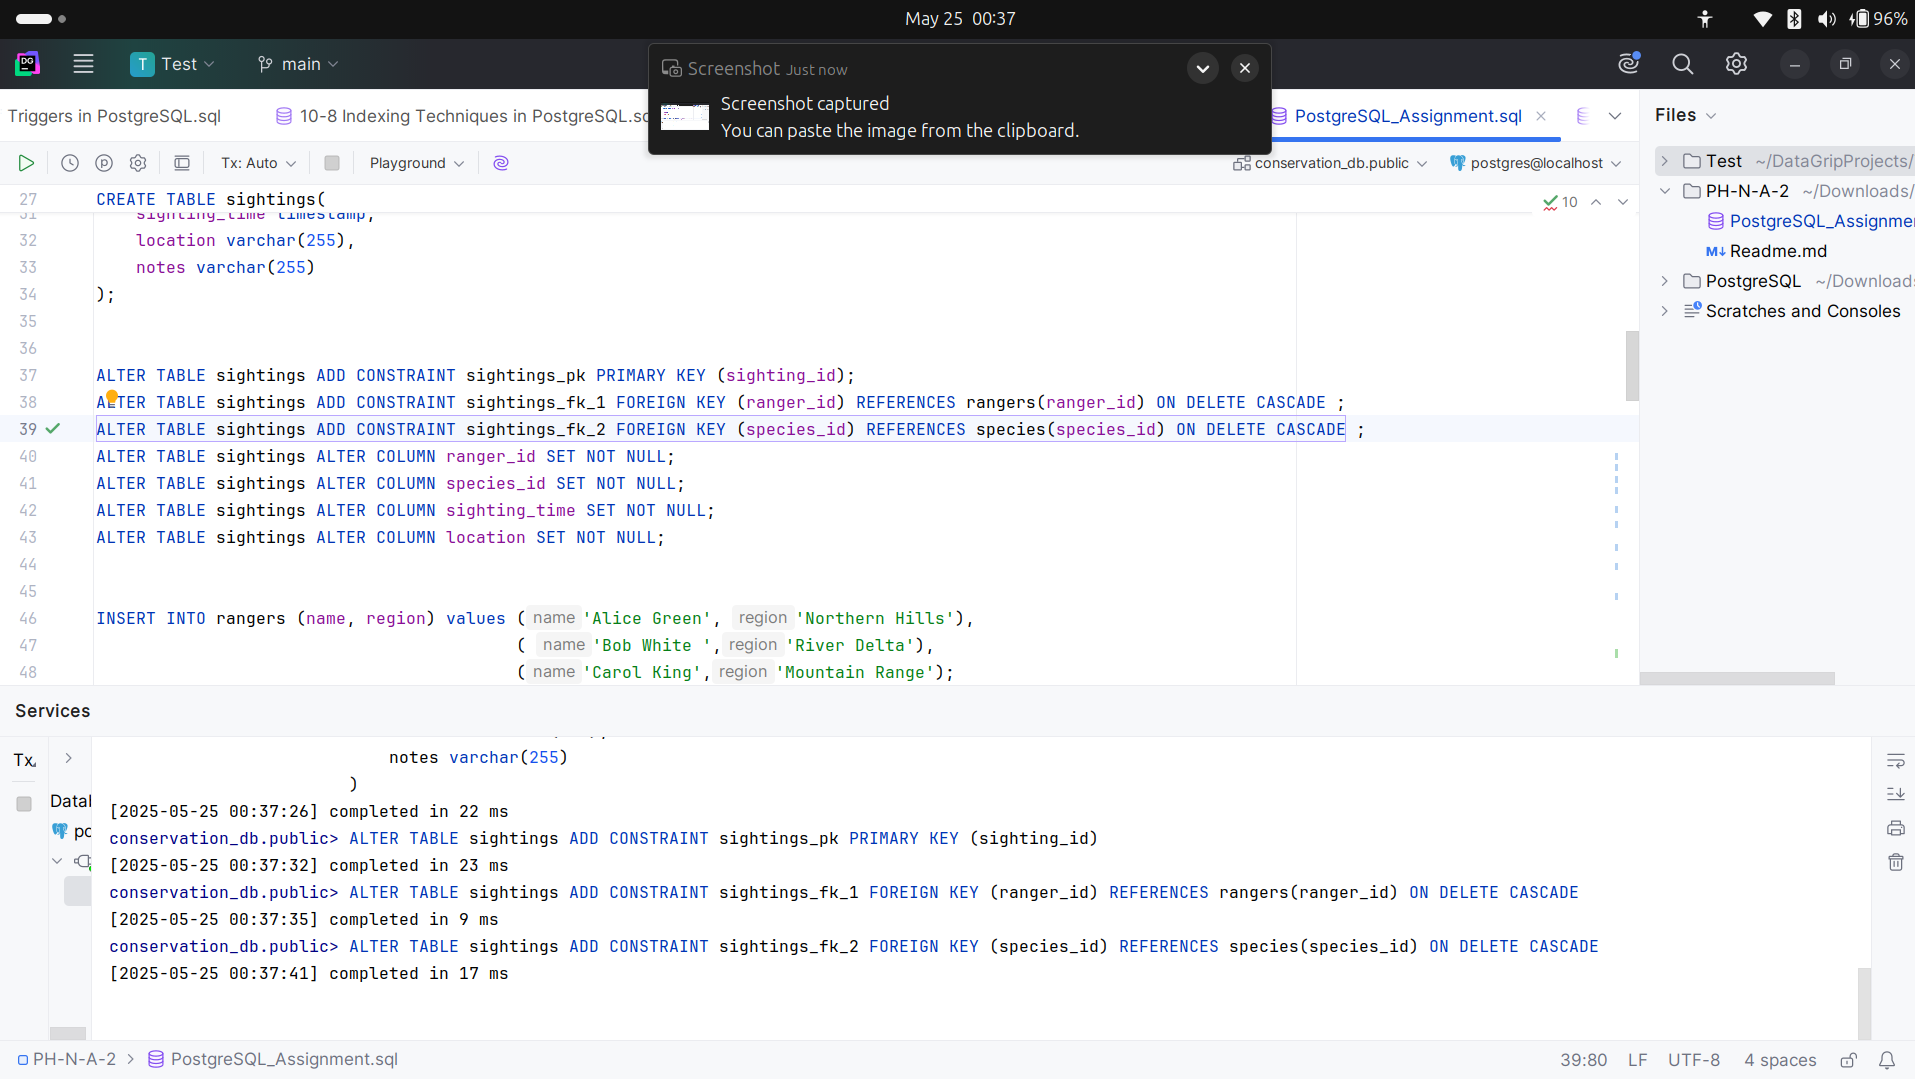 May 25 00:37
96%
DG
T Test
main
Screenshot Just now
Screenshot captured
You can paste the image from the clipboard.
Triggers in PostgreSQL.sql
10-8 Indexing Techniques in PostgreSQL.sq
PostgreSQL_Assignment.sql
Files
Tx: Auto
Playground
conservation_db.public
postgres@localhost
Test ~/DataGripProjects/
PH-N-A-2 ~/Downloads/
PostgreSQL_Assignme
M↓ Readme.md
PostgreSQL ~/Download
Scratches and Consoles
10
27 CREATE TABLE sightings(
31 sighting_time timestamp,
32 location varchar(255),
33 notes varchar(255)
34 );
35
36
37 ALTER TABLE sightings ADD CONSTRAINT sightings_pk PRIMARY KEY (sighting_id);
38 ALTER TABLE sightings ADD CONSTRAINT sightings_fk_1 FOREIGN KEY (ranger_id) REFERENCES rangers(ranger_id) ON DELETE CASCADE ;
39 ALTER TABLE sightings ADD CONSTRAINT sightings_fk_2 FOREIGN KEY (species_id) REFERENCES species(species_id) ON DELETE CASCADE ;
40 ALTER TABLE sightings ALTER COLUMN ranger_id SET NOT NULL;
41 ALTER TABLE sightings ALTER COLUMN species_id SET NOT NULL;
42 ALTER TABLE sightings ALTER COLUMN sighting_time SET NOT NULL;
43 ALTER TABLE sightings ALTER COLUMN location SET NOT NULL;
44
45
46 INSERT INTO rangers (name, region) values ( name 'Alice Green', region 'Northern Hills'),
47 ( name 'Bob White ', region 'River Delta'),
48 ( name 'Carol King', region 'Mountain Range');
Services
Tx
Datal
po
notes varchar(255)
)
[2025-05-25 00:37:26] completed in 22 ms
conservation_db.public> ALTER TABLE sightings ADD CONSTRAINT sightings_pk PRIMARY KEY (sighting_id)
[2025-05-25 00:37:32] completed in 23 ms
conservation_db.public> ALTER TABLE sightings ADD CONSTRAINT sightings_fk_1 FOREIGN KEY (ranger_id) REFERENCES rangers(ranger_id) ON DELETE CASCADE
[2025-05-25 00:37:35] completed in 9 ms
conservation_db.public> ALTER TABLE sightings ADD CONSTRAINT sightings_fk_2 FOREIGN KEY (species_id) REFERENCES species(species_id) ON DELETE CASCADE
[2025-05-25 00:37:41] completed in 17 ms
PH-N-A-2 > PostgreSQL_Assignment.sql
39:80 LF UTF-8 4 spaces